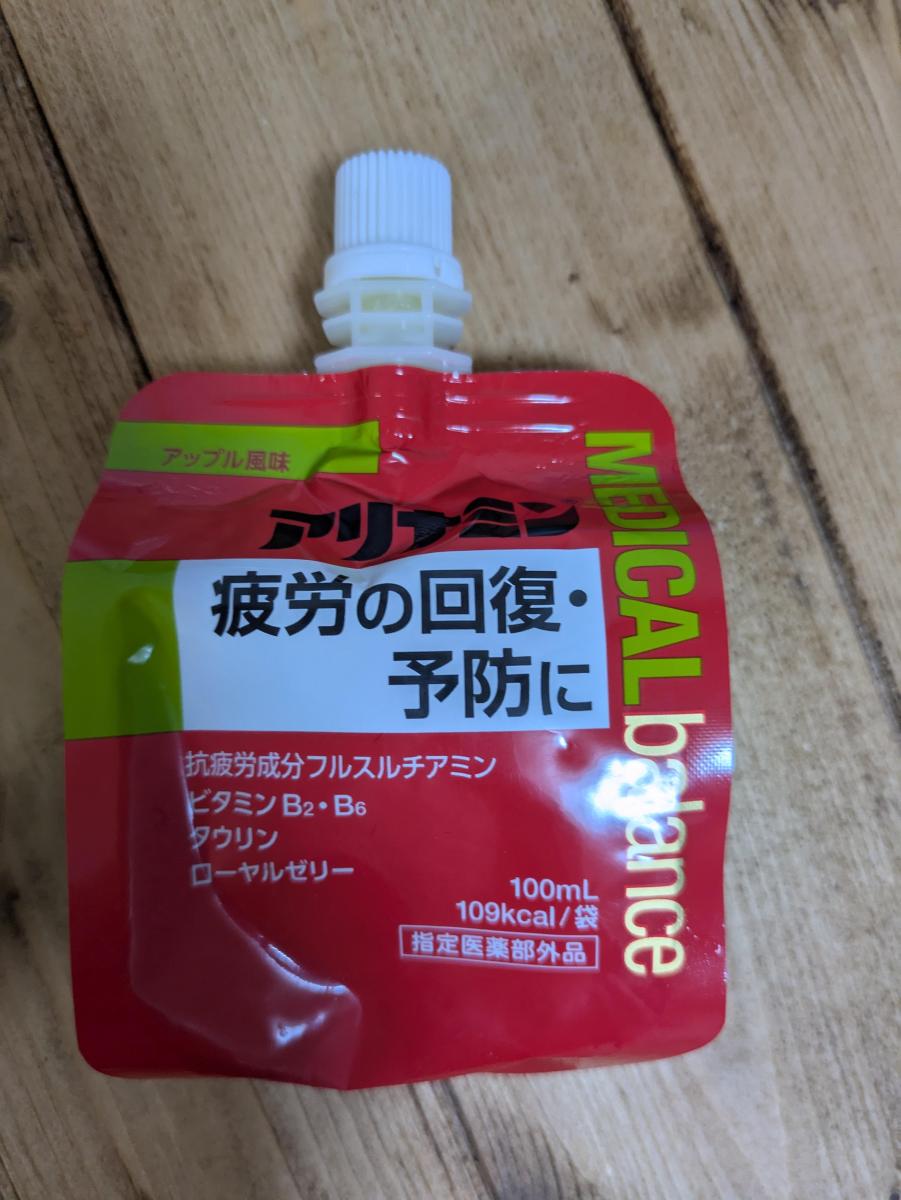 アップル風味
アリナミン
疲労の回復・
予防に
抗疲労成分フルスルチアミン
ビタミン B2・B6
タウリン
ローヤルゼリー
100mL
109kcal/袋
指定医薬部外品
MEDICAL balance